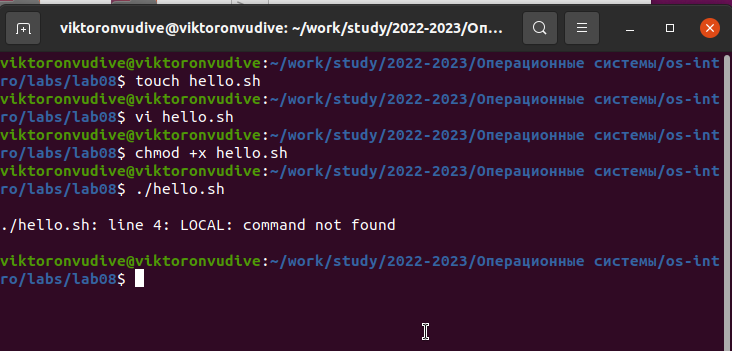 viktoronvudive@viktoronvudive: ~/work/study/2022-2023/Оп...
viktoronvudive@viktoronvudive:~/work/study/2022-2023/Операционные системы/os-int
ro/labs/lab08$ touch hello.sh
viktoronvudive@viktoronvudive:~/work/study/2022-2023/Операционные системы/os-int
ro/labs/lab08$ vi hello.sh
viktoronvudive@viktoronvudive:~/work/study/2022-2023/Операционные системы/os-int
ro/labs/lab08$ chmod +x hello.sh
viktoronvudive@viktoronvudive:~/work/study/2022-2023/Операционные системы/os-int
ro/labs/lab08$ ./hello.sh
./hello.sh: line 4: LOCAL: command not found
viktoronvudive@viktoronvudive:~/work/study/2022-2023/Операционные системы/os-int
ro/labs/lab08$